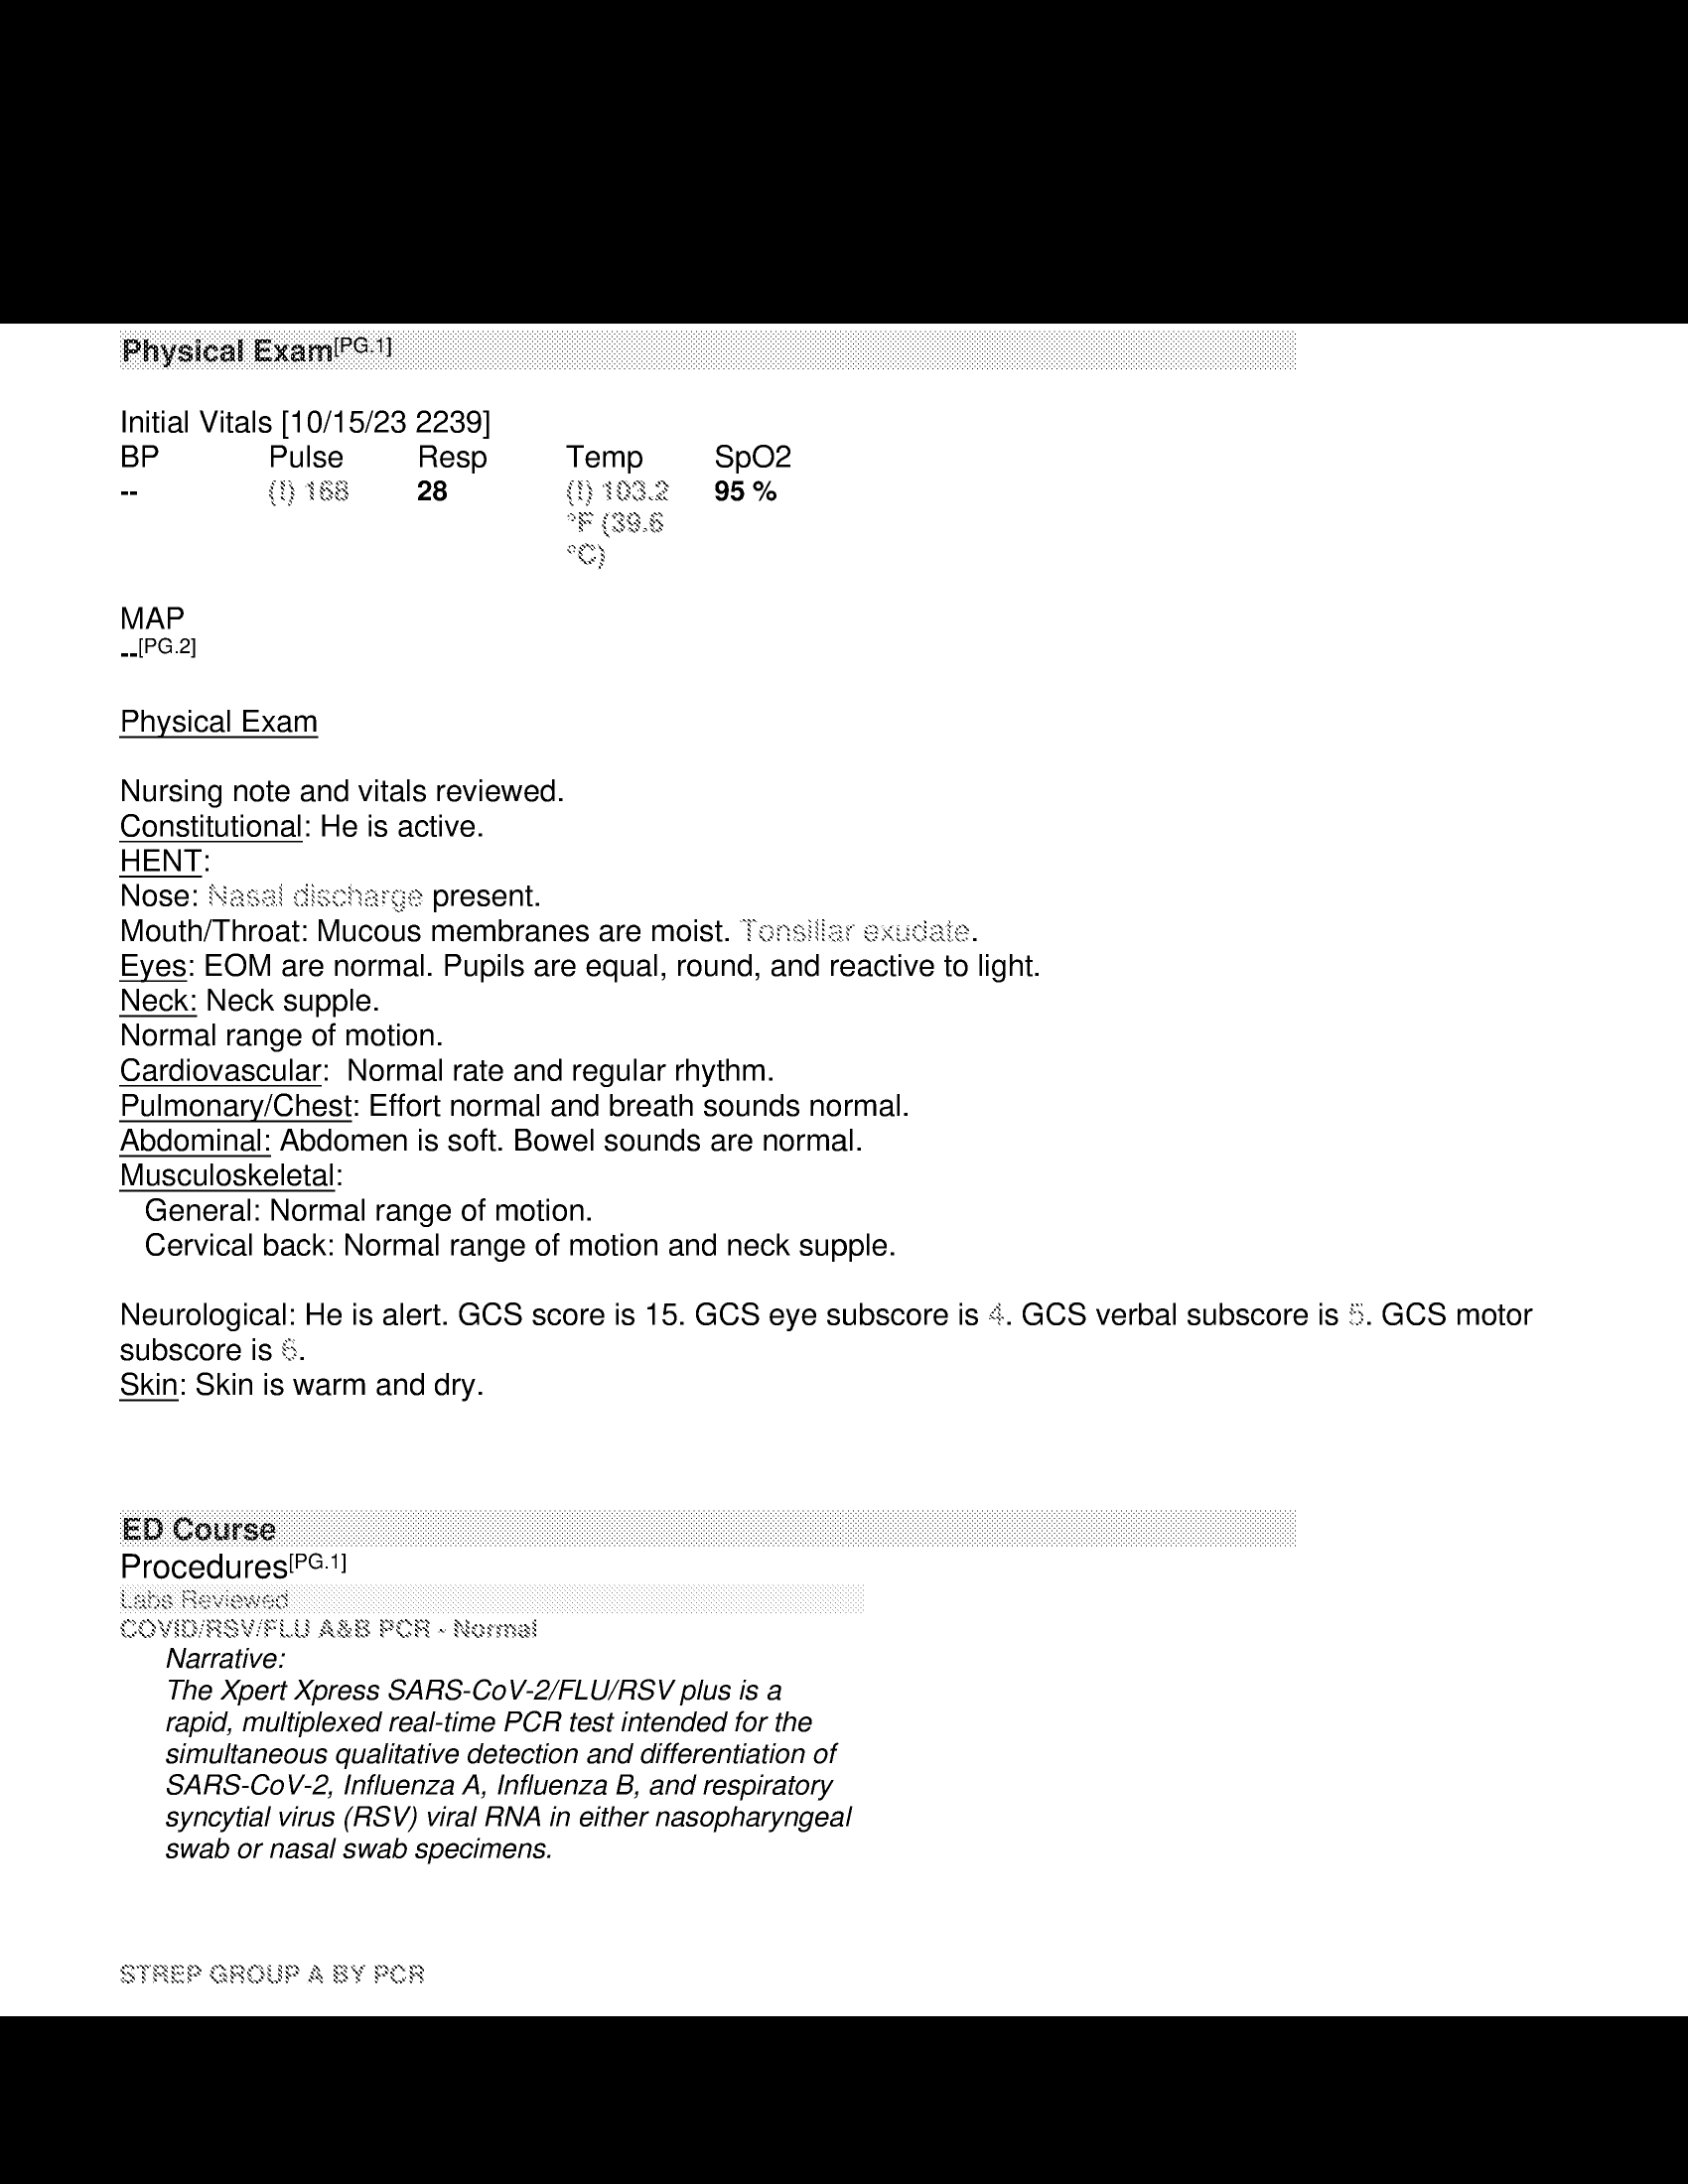 Physical Exam[PG.1]
Initial Vitals [10/15/23 2239]
BP Pulse Resp Temp SpO2
-- (!) 168 28 (!) 103.2 95 %
°F (39.6
°C)
MAP
--[PG.2]
Physical Exam
Nursing note and vitals reviewed.
Constitutional: He is active.
HENT:
Nose: Nasal discharge present.
Mouth/Throat: Mucous membranes are moist. Tonsillar exudate.
Eyes: EOM are normal. Pupils are equal, round, and reactive to light.
Neck: Neck supple.
Normal range of motion.
Cardiovascular: Normal rate and regular rhythm.
Pulmonary/Chest: Effort normal and breath sounds normal.
Abdominal: Abdomen is soft. Bowel sounds are normal.
Musculoskeletal:
General: Normal range of motion.
Cervical back: Normal range of motion and neck supple.
Neurological: He is alert. GCS score is 15. GCS eye subscore is 4. GCS verbal subscore is 5. GCS motor
subscore is 6.
Skin: Skin is warm and dry.
ED Course
Procedures[PG.1]
Labs Reviewed
COVID/RSV/FLU A&B PCR - Normal
Narrative:
The Xpert Xpress SARS-CoV-2/FLU/RSV plus is a
rapid, multiplexed real-time PCR test intended for the
simultaneous qualitative detection and differentiation of
SARS-CoV-2, Influenza A, Influenza B, and respiratory
syncytial virus (RSV) viral RNA in either nasopharyngeal
swab or nasal swab specimens.
STREP GROUP A BY PCR